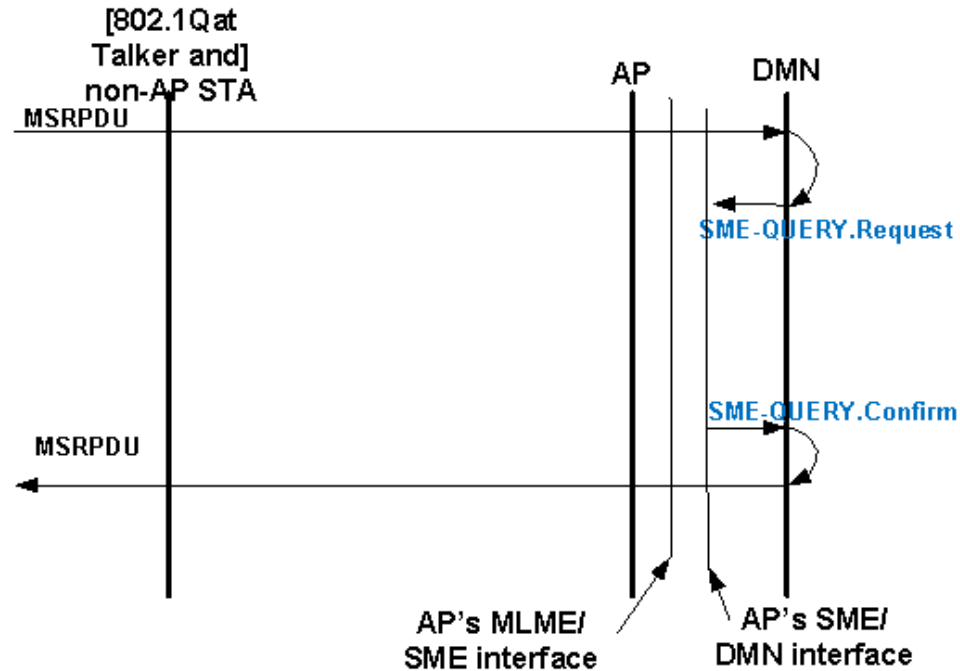 [802.1Qat
Talker and]
non-AP STA
AP
DMN
MSRPDU
SME-QUERY.Request
SME-QUERY.Confirm
MSRPDU
AP's MLME/
SME interface
AP's SME/
DMN interface